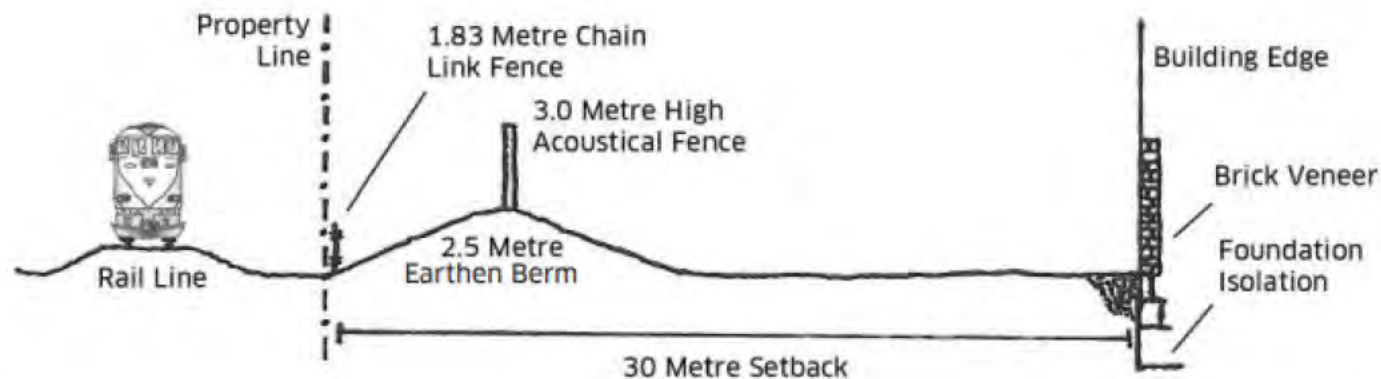 Property
Line
1.83 Metre Chain
Link Fence
3.0 Metre High
Acoustical Fence
Building Edge
Brick Veneer
Foundation
Isolation
2.5 Metre
Earthen Berm
Rail Line
30 Metre Setback